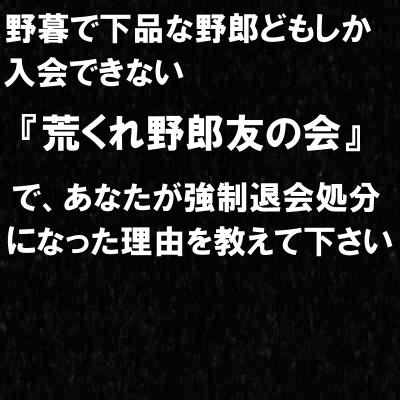 野暮で下品な野郎どもしか
入会できない
『荒くれ野郎友の会』
で、あなたが強制退会処分
になった理由を教えて下さい